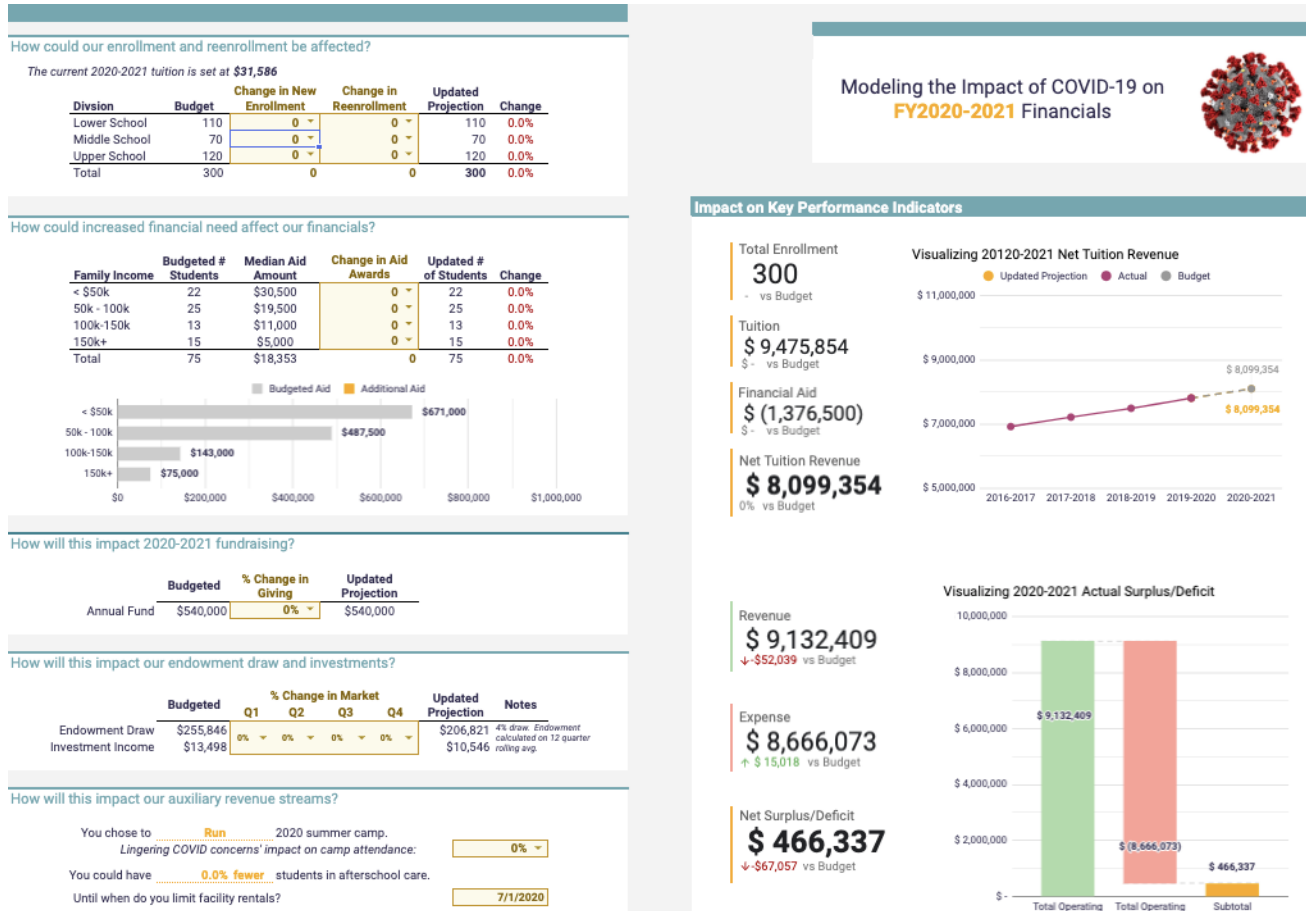 How could our enrollment and reenrollment be affected?
The current 2020-2021 tuition is set at $31,586
Divsion Budget Change in New Enrollment Change in Reenrollment Updated Projection Change
Lower School 110 0 0 110 0.0%
Middle School 70 0 0 70 0.0%
Upper School 120 0 0 120 0.0%
Total 300 0 0 300 0.0%
How could increased financial need affect our financials?
Family Income Budgeted # Students Median Aid Amount Change in Aid Awards Updated # of Students Change
< $50k 22 $30,500 0 22 0.0%
50k - 100k 25 $19,500 0 25 0.0%
100k-150k 13 $11,000 0 13 0.0%
150k+ 15 $5,000 0 15 0.0%
Total 75 $18,353 0 75 0.0%
Budgeted Aid Additional Aid
< $50k $671,000
50k - 100k $487,500
100k-150k $143,000
150k+ $75,000
$0 $200,000 $400,000 $600,000 $800,000 $1,000,000
How will this impact 2020-2021 fundraising?
Budgeted % Change in Giving Updated Projection
Annual Fund $540,000 0% $540,000
How will this impact our endowment draw and investments?
Budgeted % Change in Market Updated Projection Notes
Q1 Q2 Q3 Q4
Endowment Draw $255,846 $206,821
Investment Income $13,498 $10,546
0% 0% 0% 0%
4% draw. Endowment
calculated on 12 quarter
rolling avg.
How will this impact our auxiliary revenue streams?
You chose to Run 2020 summer camp.
Lingering COVID concerns' impact on camp attendance: 0%
You could have 0.0% fewer students in afterschool care.
Until when do you limit facility rentals? 7/1/2020
Modeling the Impact of COVID-19 on
FY2020-2021 Financials
Impact on Key Performance Indicators
Total Enrollment
300
- vs Budget
Tuition
$ 9,475,854
$ - vs Budget
Financial Aid
$ (1,376,500)
$ - vs Budget
Net Tuition Revenue
$ 8,099,354
0% vs Budget
Visualizing 20120-2021 Net Tuition Revenue
Updated Projection Actual Budget
$ 11,000,000
$ 9,000,000
$ 7,000,000
$ 5,000,000
$ 8,099,354
$ 8,099,354
2016-2017 2017-2018 2018-2019 2019-2020 2020-2021
Revenue
$ 9,132,409
↓-$52,039 vs Budget
Expense
$ 8,666,073
↑ $ 15,018 vs Budget
Net Surplus/Deficit
$ 466,337
↓-$67,057 vs Budget
Visualizing 2020-2021 Actual Surplus/Deficit
10,000,000
$ 8,000,000
$ 6,000,000
$ 4,000,000
$ 2,000,000
$ -
$ 9,132,409
$ (8,666,073)
$ 466,337
Total Operating Total Operating Subtotal